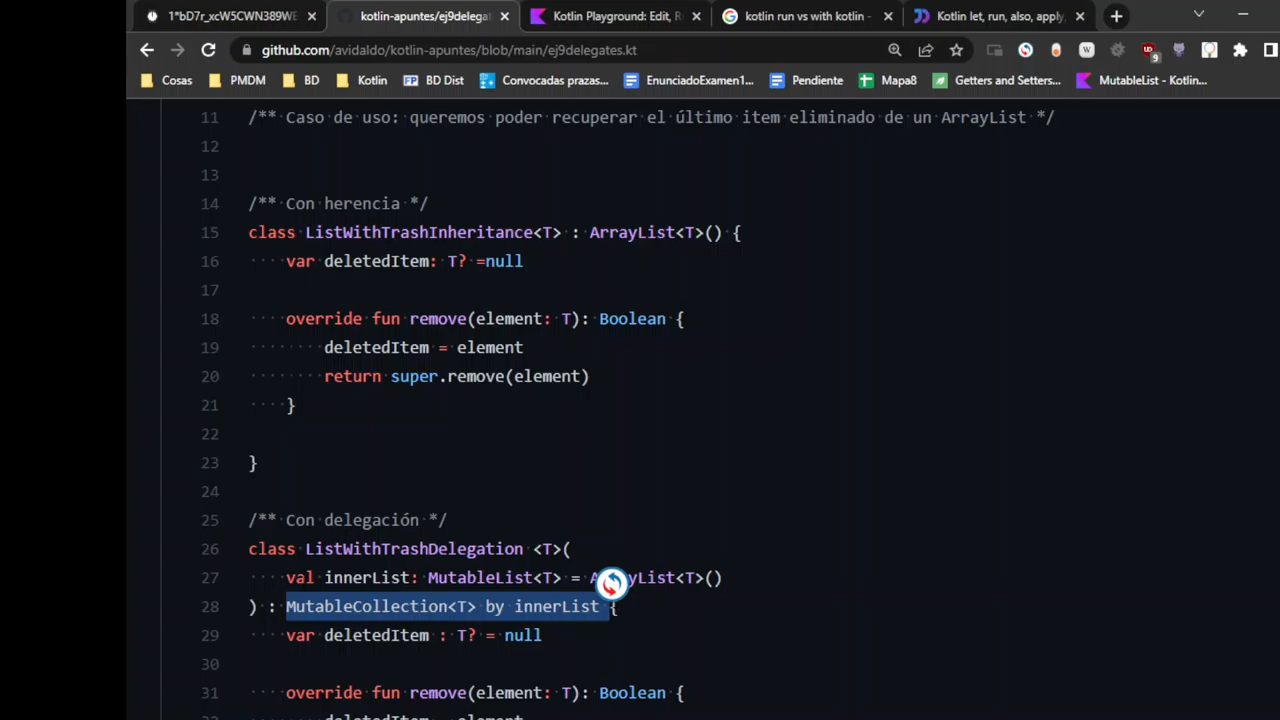 1*bD7r_xcW5CWN389WE
kotlin-apuntes/ej9delegat
Kotlin Playground: Edit, R
kotlin run vs with kotlin -
Kotlin let, run, also, apply,
github.com/avidaldo/kotlin-apuntes/blob/main/ej9delegates.kt
9
Cosas
PMDM
BD
Kotlin
FP BD Dist
Convocadas prazas...
EnunciadoExamen1...
Pendiente
Mapa8
Getters and Setters...
MutableList - Kotlin...
11 /** Caso de uso: queremos poder recuperar el último item eliminado de un ArrayList */
12
13
14 /** Con herencia */
15 class ListWithTrashInheritance<T> : ArrayList<T>() {
16 var deletedItem: T? =null
17
18 override fun remove(element: T): Boolean {
19 deletedItem = element
20 return super.remove(element)
21 }
22
23 }
24
25 /** Con delegación */
26 class ListWithTrashDelegation <T>(
27 val innerList: MutableList<T> = ArrayList<T>()
28 ) : MutableCollection<T> by innerList {
29 var deletedItem : T? = null
30
31 override fun remove(element: T): Boolean {
deletedItem = element